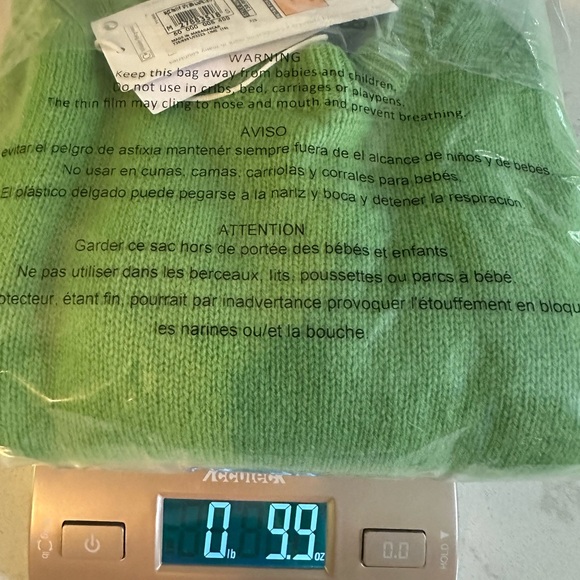 MADE IN MADAGASCAR
WARNING
Keep this bag away from babies and children.
Do not use in cribs, bed, carriages or playpens.
The thin film may cling to nose and mouth and prevent breathing.
AVISO
evitar el peligro de asfixia mantener siempre fuera de el alcance de niños y de bebes
No usar en cunas, camas, carriolas y corrales para bebés.
El plástico delgado puede pegarse a la nariz y boca y detener la respiración
ATTENTION
Garder ce sac hors de portée des bébés et enfants.
Ne pas utiliser dans les berceaux, lits, poussettes ou parcs à bébé.
otecteur, étant fin, pourrait par inadvertance provoquer l'étouffement en bloqu
les narines ou/et la bouche
Accuteck
0 lb 9.9 oz
0.0
HOLD